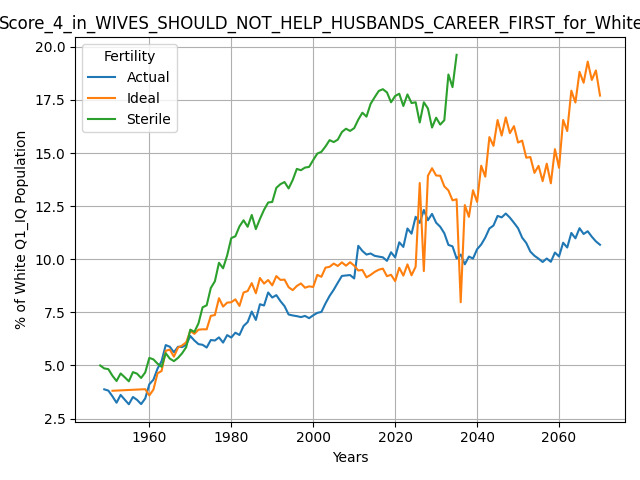 Score_4_in_WIVES_SHOULD_NOT_HELP_HUSBANDS_CAREER_FIRST_for_White
Fertility
Actual
Ideal
Sterile
% of White Q1_IQ Population
20.0
17.5
15.0
12.5
10.0
7.5
5.0
2.5
1960 1980 2000 2020 2040 2060
Years